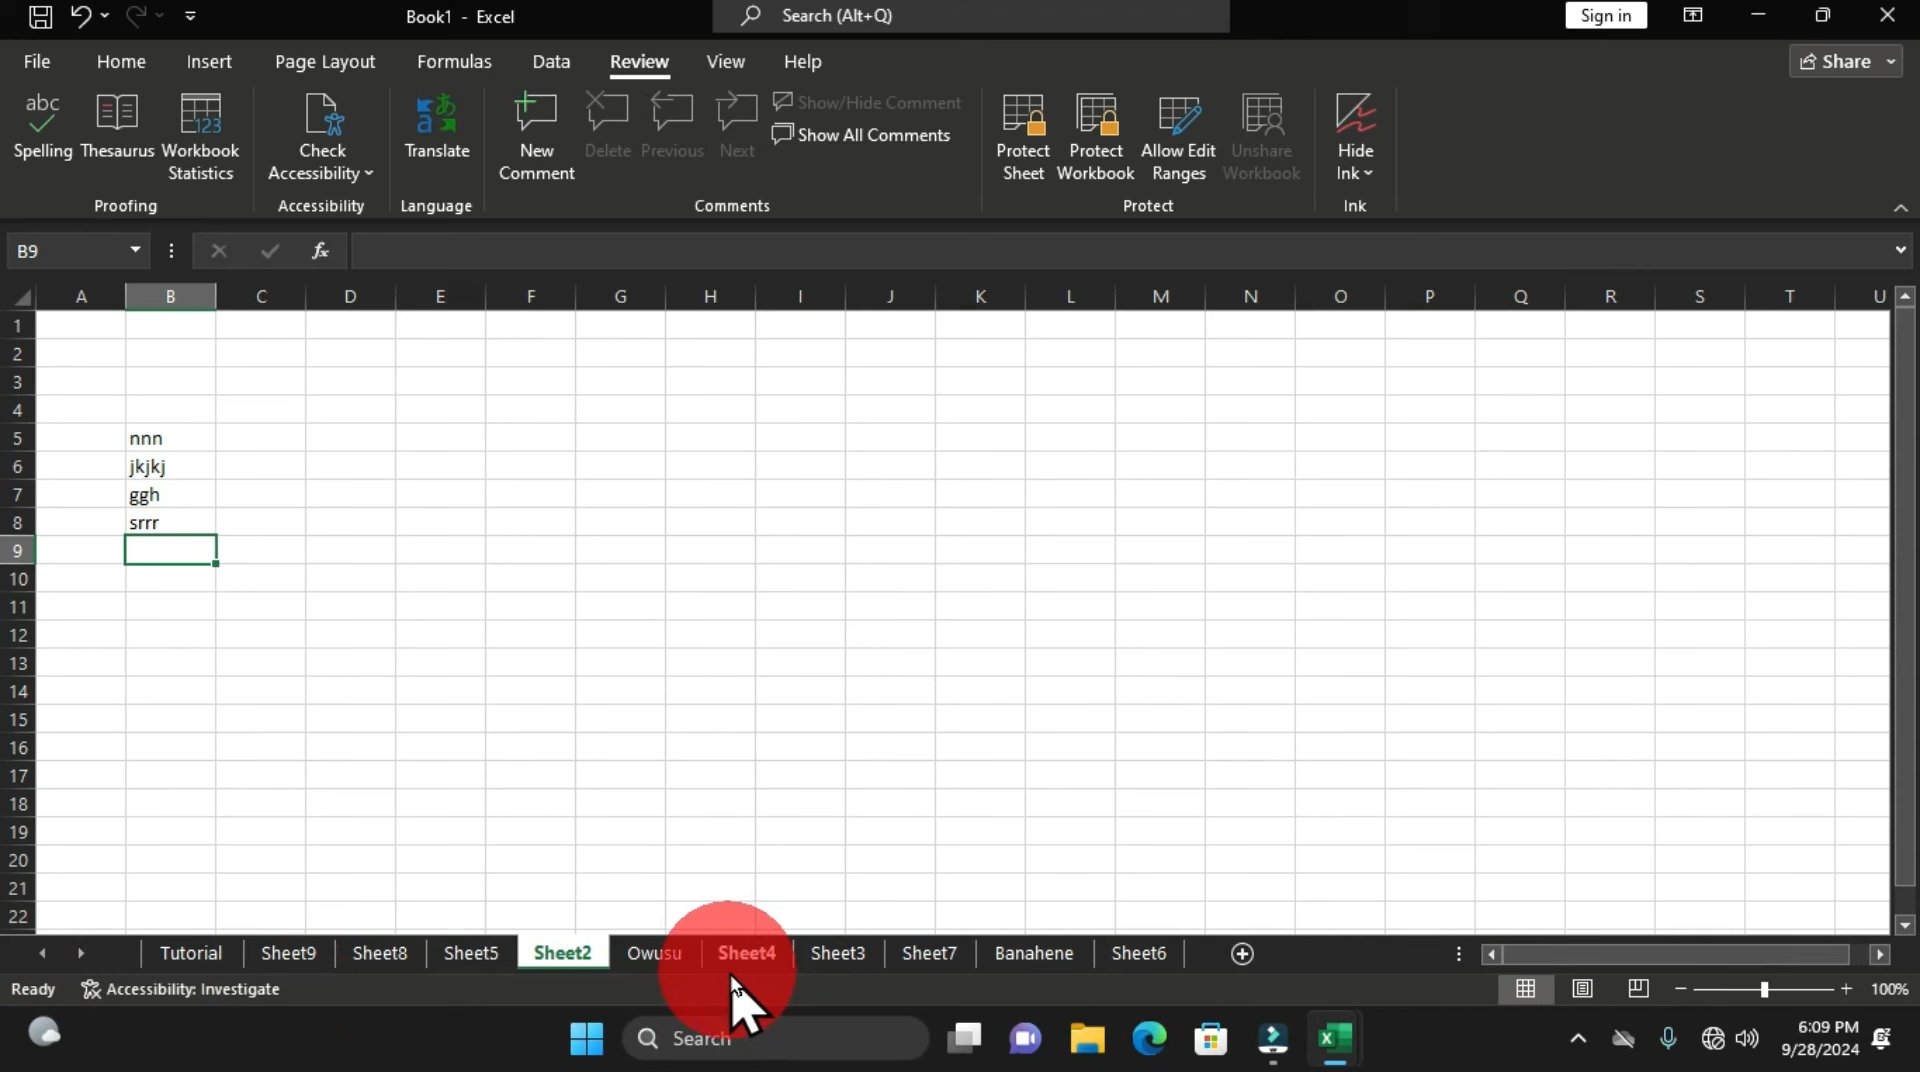 Book1 - Excel
Search (Alt+Q)
Sign in
File Home Insert Page Layout Formulas Data Review View Help
Share
Spelling
Thesaurus
Workbook Statistics
Check Accessibility
Translate
New Comment
Delete
Previous
Next
Show/Hide Comment
Show All Comments
Protect Sheet
Protect Workbook
Allow Edit Ranges
Unshare Workbook
Hide Ink
Proofing Accessibility Language Comments Protect Ink
B9
fx
A B C D E F G H I J K L M N O P Q R S T U
1
2
3
4
5 nnn
6 jkjkj
7 ggh
8 srrr
9
10
11
12
13
14
15
16
17
18
19
20
21
22
Tutorial Sheet9 Sheet8 Sheet5 Sheet2 Owusu Sheet4 Sheet3 Sheet7 Banahene Sheet6
Ready Accessibility: Investigate
100%
Search
6:09 PM
9/28/2024